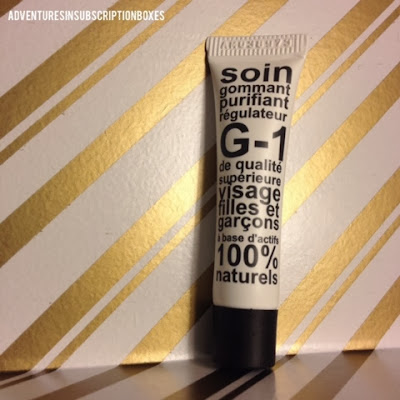 ADVENTURESINSUBSCRIPTIONBOXES
soin
gommant
purifiant
régulateur
G-1
de qualité
supérieure
visage
filles et
garçons
à base d'actifs
100%
naturels